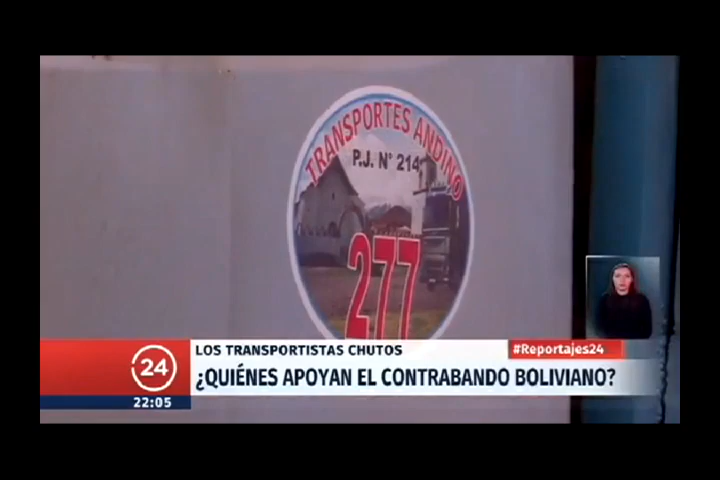 TRANSPORTES ANDINO
P.J. N° 214
277
LOS TRANSPORTISTAS CHUTOS
#Reportajes24
24
¿QUIÉNES APOYAN EL CONTRABANDO BOLIVIANO?
22:05